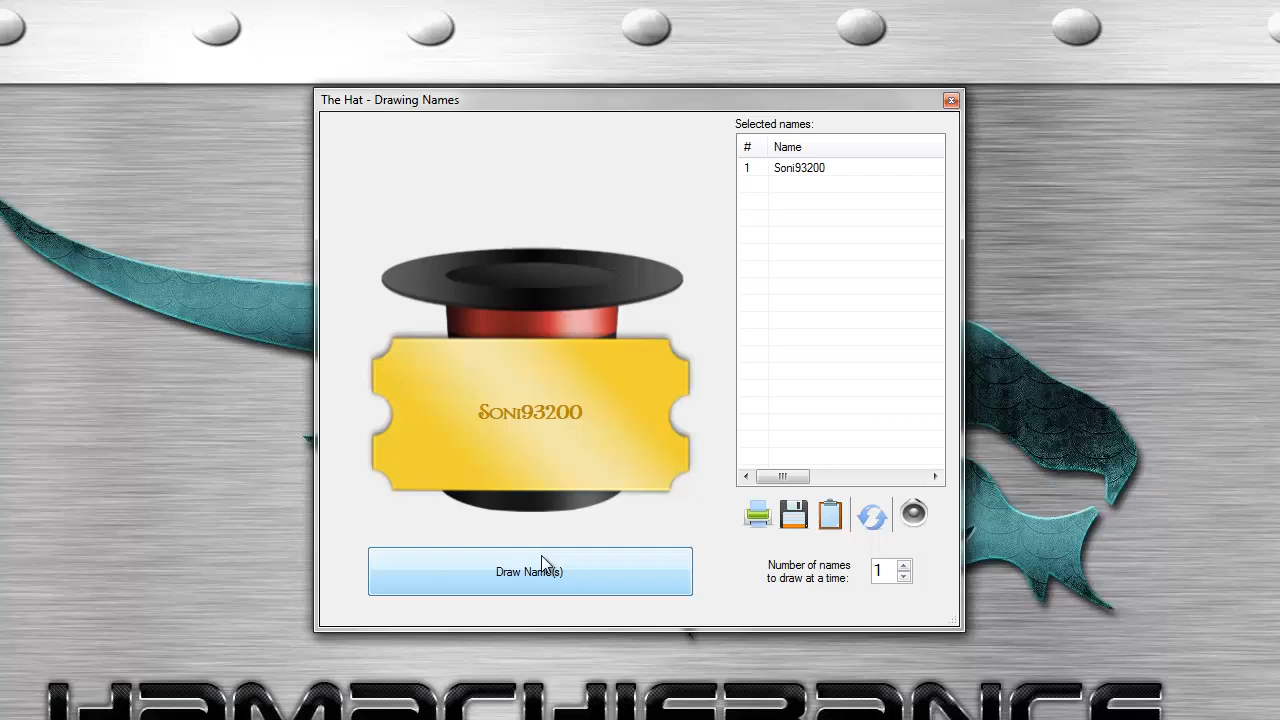 The Hat - Drawing Names
Selected names:
# Name
1 Soni93200
Soni93200
Draw Name(s)
Number of names
to draw at a time:
1
HAMACHIFRANCE